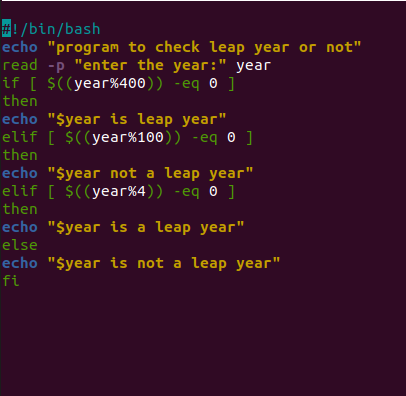 #!/bin/bash
echo "program to check leap year or not"
read -p "enter the year:" year
if [ $((year%400)) -eq 0 ]
then
echo "$year is leap year"
elif [ $((year%100)) -eq 0 ]
then
echo "$year not a leap year"
elif [ $((year%4)) -eq 0 ]
then
echo "$year is a leap year"
else
echo "$year is not a leap year"
fi